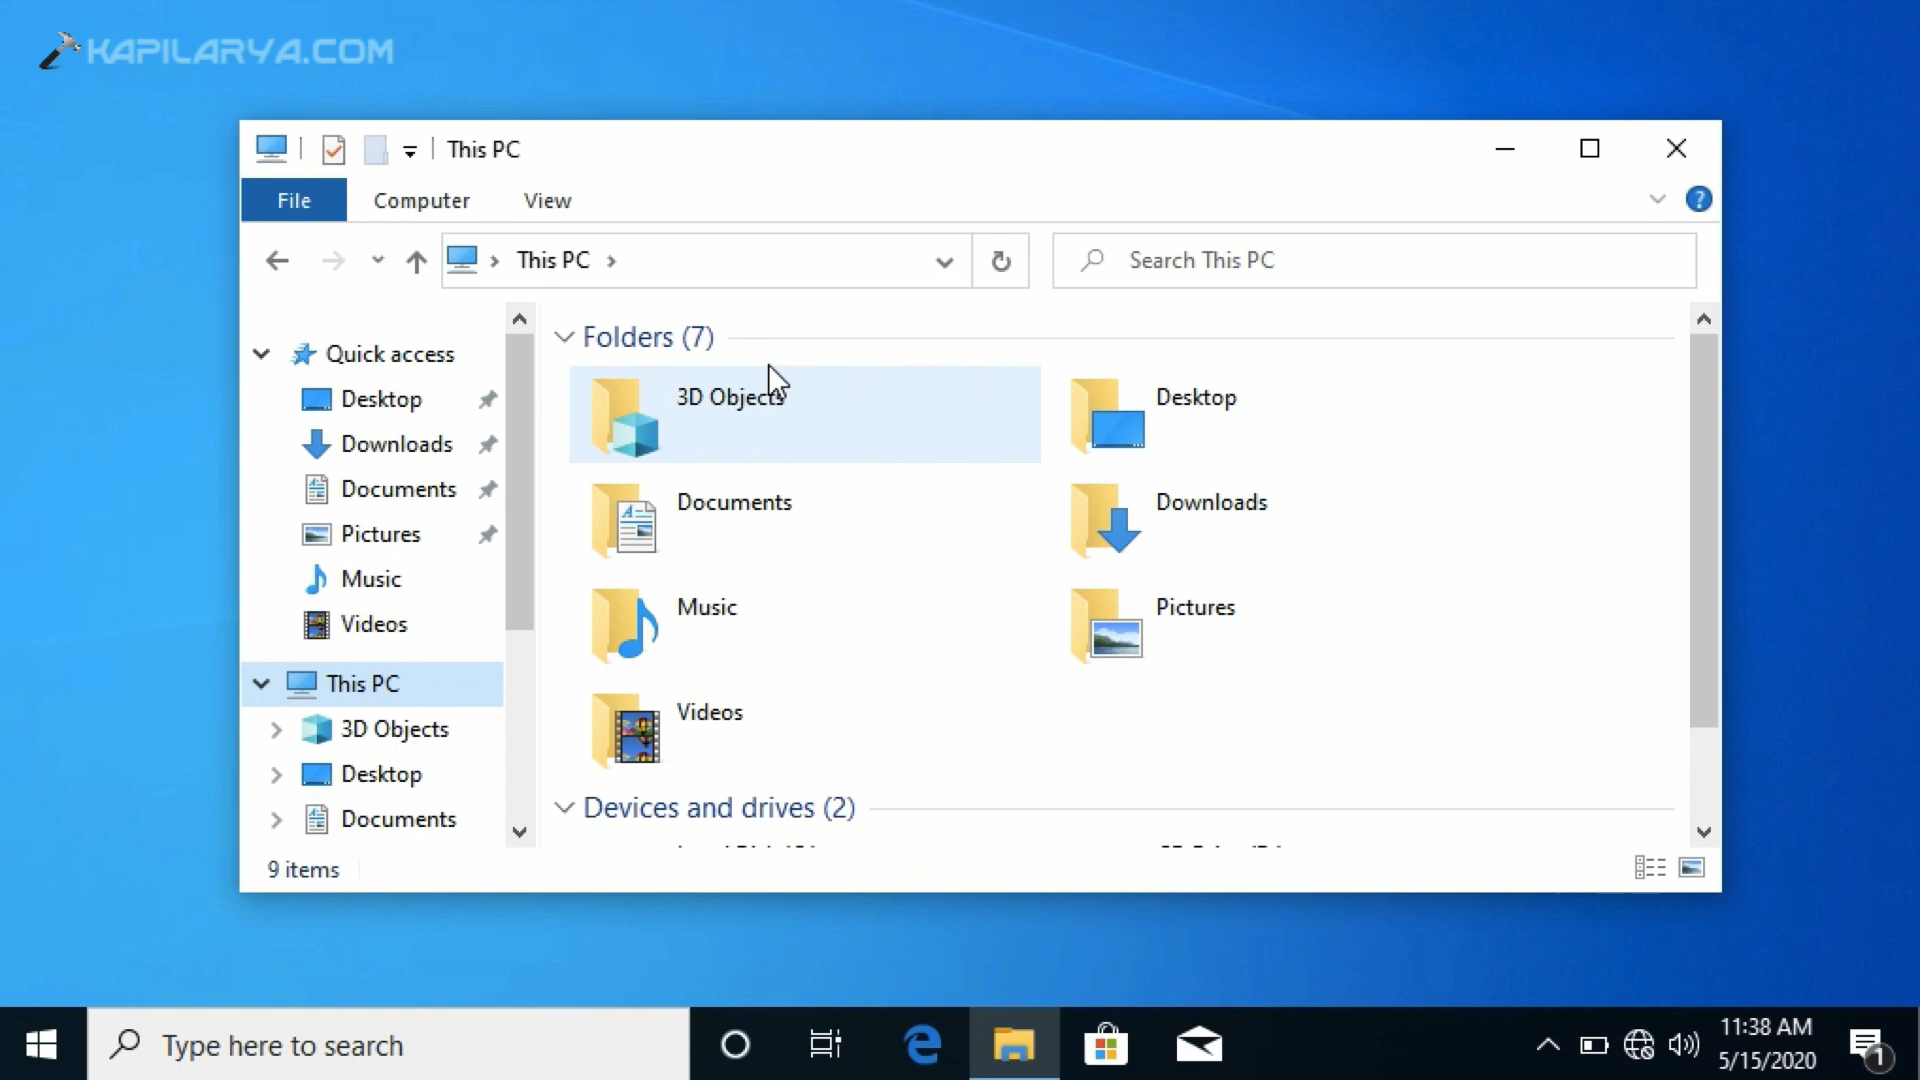 KAPILARYA.COM
This PC
File Computer View
This PC
Search This PC
Quick access
Desktop
Downloads
Documents
Pictures
Music
Videos
This PC
3D Objects
Desktop
Documents
Folders (7)
3D Objects
Desktop
Documents
Downloads
Music
Pictures
Videos
Devices and drives (2)
9 items
Type here to search
11:38 AM
5/15/2020
1